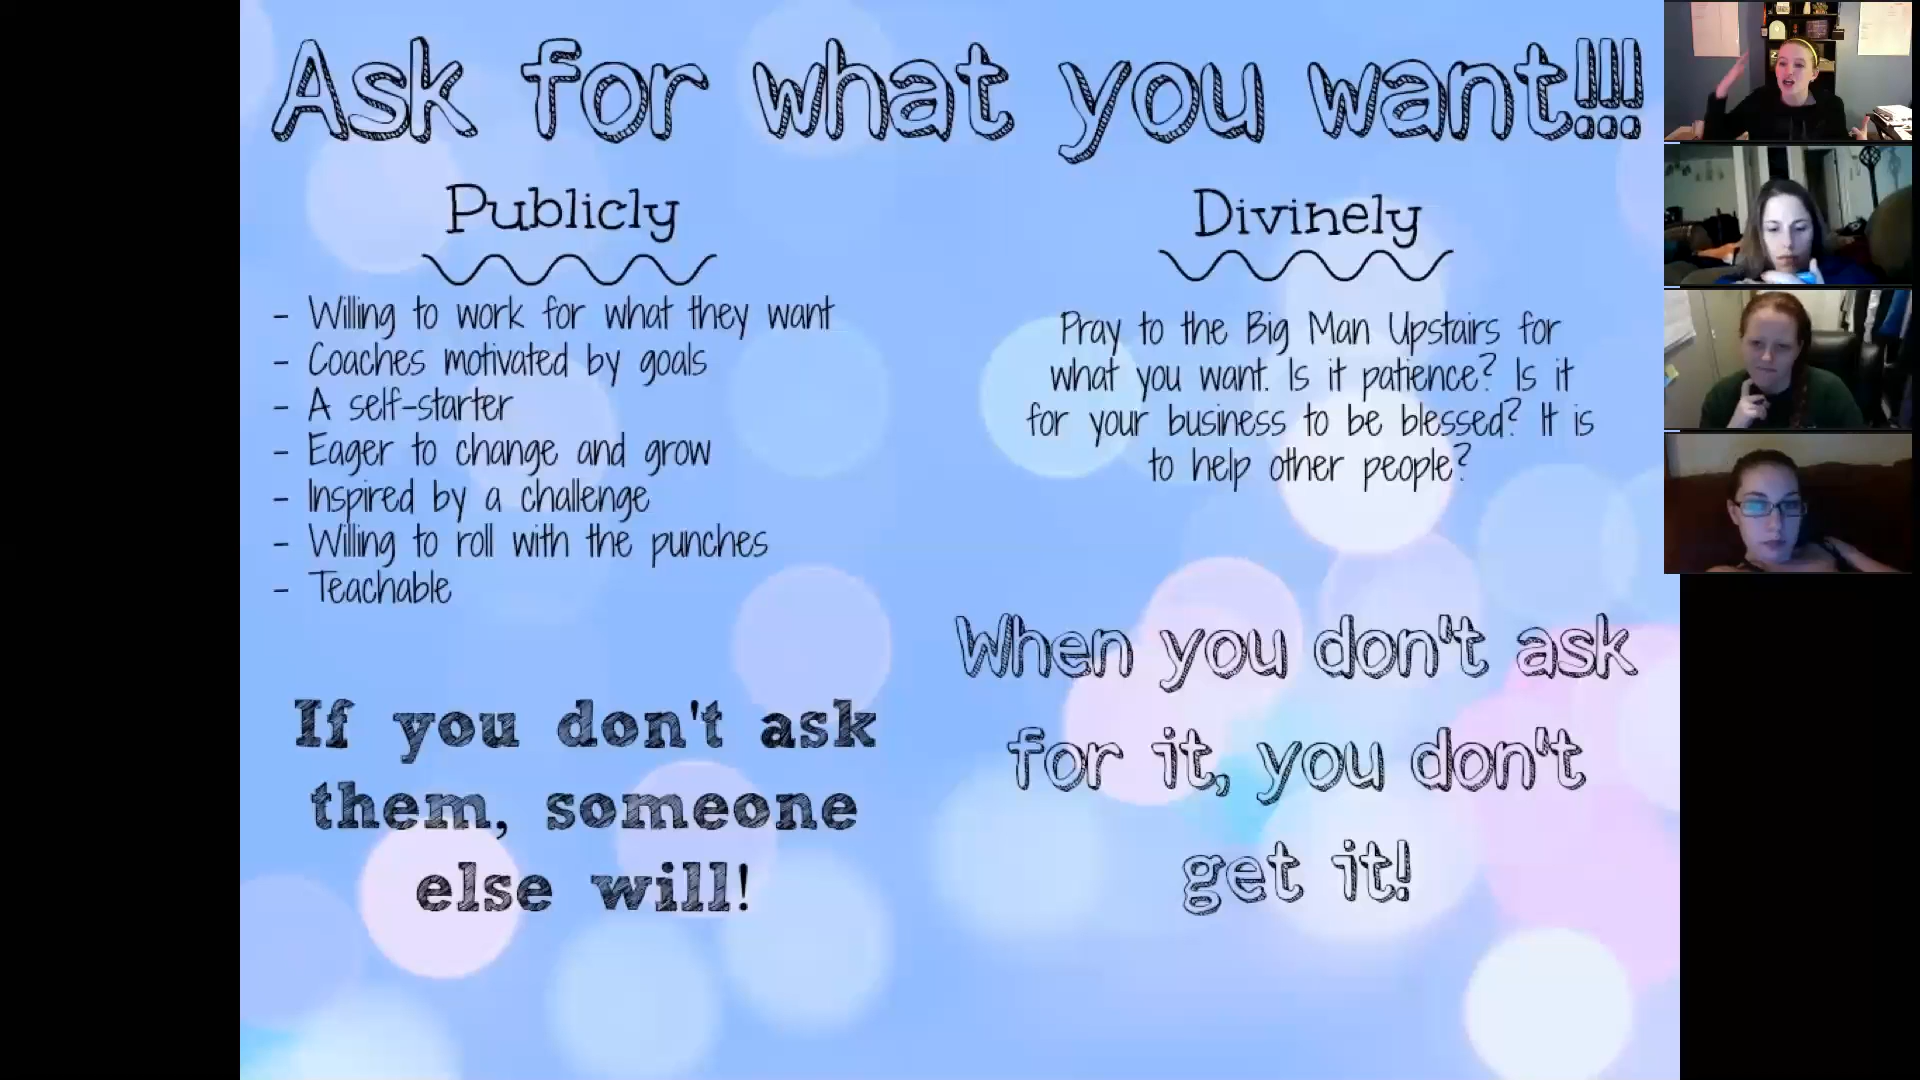 Ask for what you want!!!
Publicly
- Willing to work for what they want
- Coaches motivated by goals
- A self-starter
- Eager to change and grow
- Inspired by a challenge
- Willing to roll with the punches
- Teachable
If you don't ask
them, someone
else will!
Divinely
Pray to the Big Man Upstairs for
what you want. Is it patience? Is it
for your business to be blessed? It is
to help other people?
When you don't ask
for it, you don't
get it!